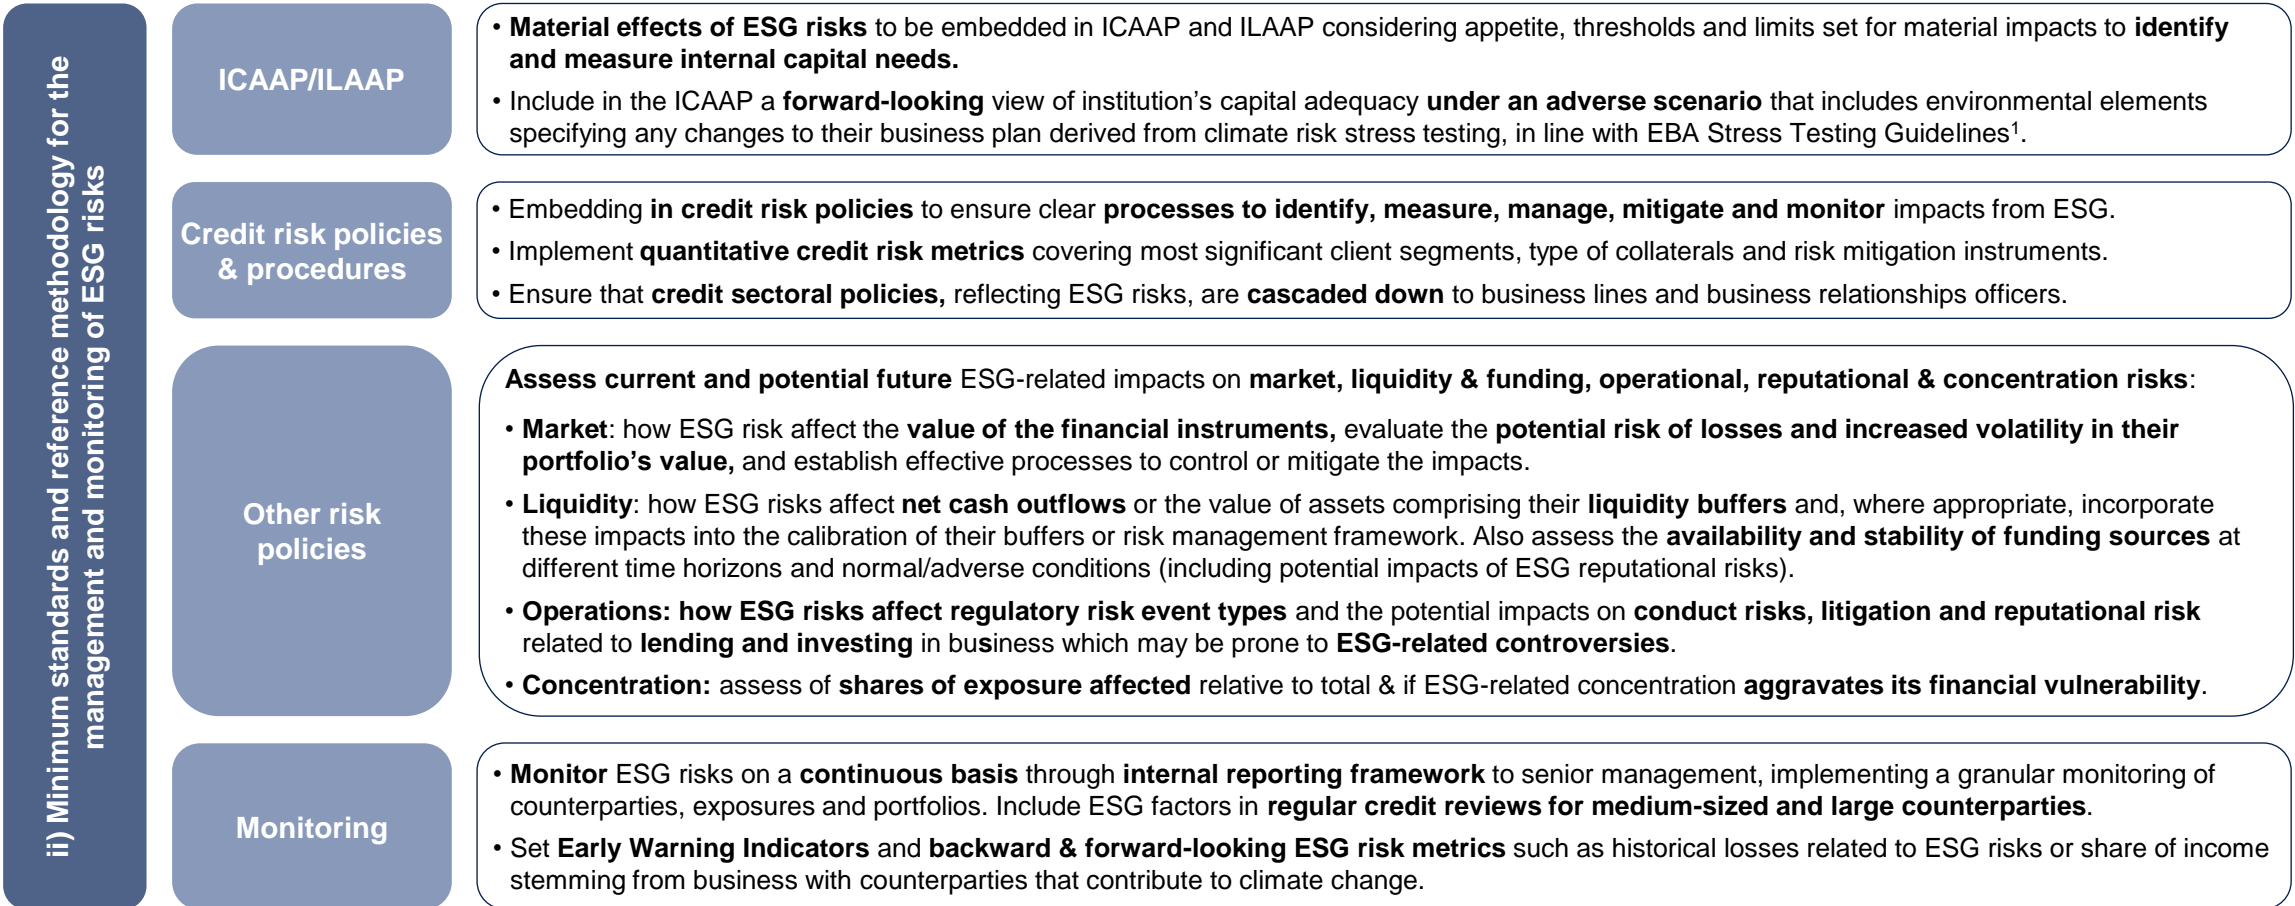 ii) Minimum standards and reference methodology for the
management and monitoring of ESG risks
ICAAP/ILAAP
• Material effects of ESG risks to be embedded in ICAAP and ILAAP considering appetite, thresholds and limits set for material impacts to identify
and measure internal capital needs.
• Include in the ICAAP a forward-looking view of institution’s capital adequacy under an adverse scenario that includes environmental elements
specifying any changes to their business plan derived from climate risk stress testing, in line with EBA Stress Testing Guidelines¹.
Credit risk policies
& procedures
• Embedding in credit risk policies to ensure clear processes to identify, measure, manage, mitigate and monitor impacts from ESG.
• Implement quantitative credit risk metrics covering most significant client segments, type of collaterals and risk mitigation instruments.
• Ensure that credit sectoral policies, reflecting ESG risks, are cascaded down to business lines and business relationships officers.
Other risk
policies
Assess current and potential future ESG-related impacts on market, liquidity & funding, operational, reputational & concentration risks:
• Market: how ESG risk affect the value of the financial instruments, evaluate the potential risk of losses and increased volatility in their
portfolio’s value, and establish effective processes to control or mitigate the impacts.
• Liquidity: how ESG risks affect net cash outflows or the value of assets comprising their liquidity buffers and, where appropriate, incorporate
these impacts into the calibration of their buffers or risk management framework. Also assess the availability and stability of funding sources at
different time horizons and normal/adverse conditions (including potential impacts of ESG reputational risks).
• Operations: how ESG risks affect regulatory risk event types and the potential impacts on conduct risks, litigation and reputational risk
related to lending and investing in business which may be prone to ESG-related controversies.
• Concentration: assess of shares of exposure affected relative to total & if ESG-related concentration aggravates its financial vulnerability.
Monitoring
• Monitor ESG risks on a continuous basis through internal reporting framework to senior management, implementing a granular monitoring of
counterparties, exposures and portfolios. Include ESG factors in regular credit reviews for medium-sized and large counterparties.
• Set Early Warning Indicators and backward & forward-looking ESG risk metrics such as historical losses related to ESG risks or share of income
stemming from business with counterparties that contribute to climate change.